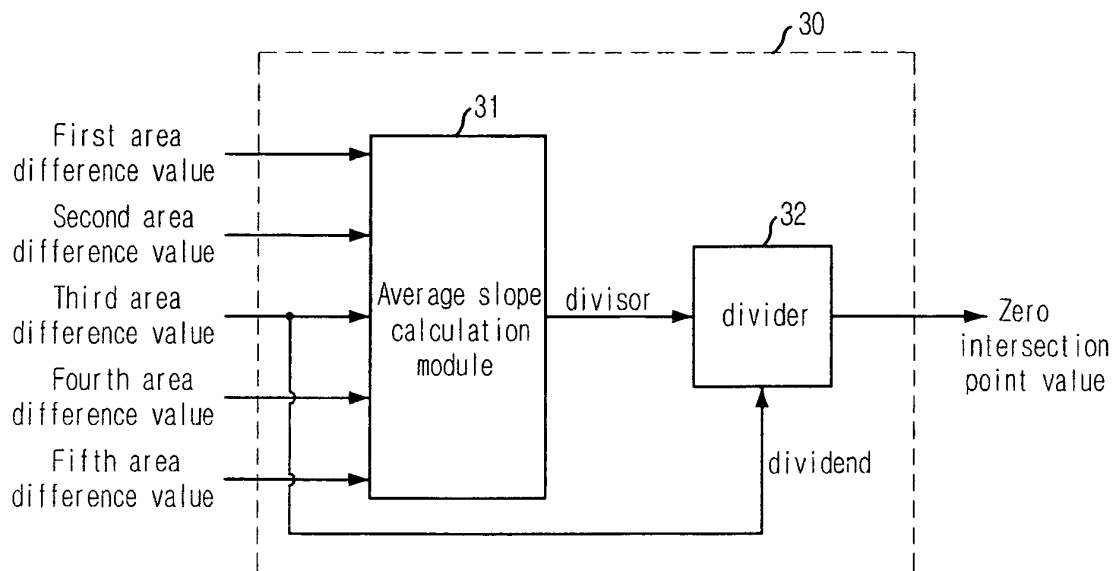 30
31
First area
difference value
Second area
difference value
32
Third area
difference value
Average slope
calculation
module
divisor
divider
Zero
intersection
point value
Fourth area
difference value
Fifth area
difference value
dividend